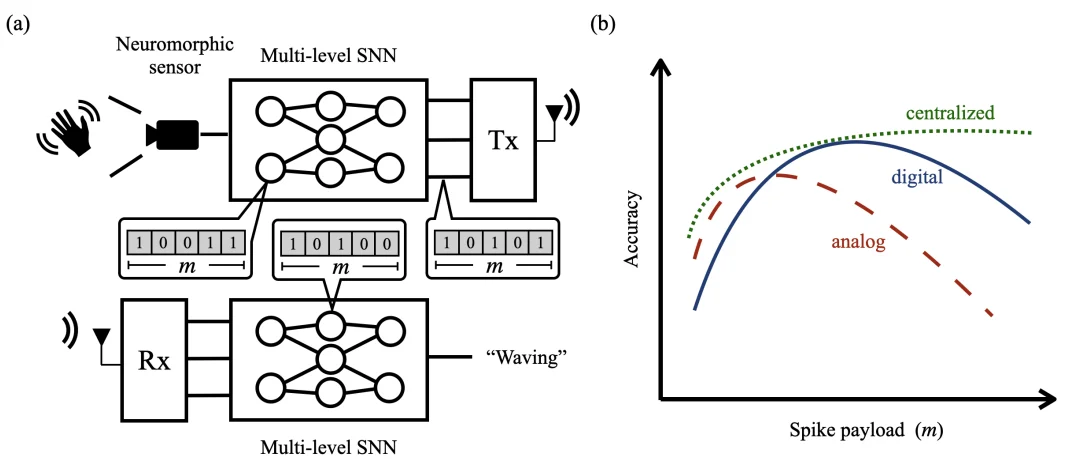 (a)
Neuromorphic
sensor
Multi-level SNN
Tx
1 0 0 1 1
m
1 0 1 0 0
m
1 0 1 0 1
m
Rx
“Waving”
Multi-level SNN
(b)
centralized
digital
analog
Accuracy
Spike payload (m)